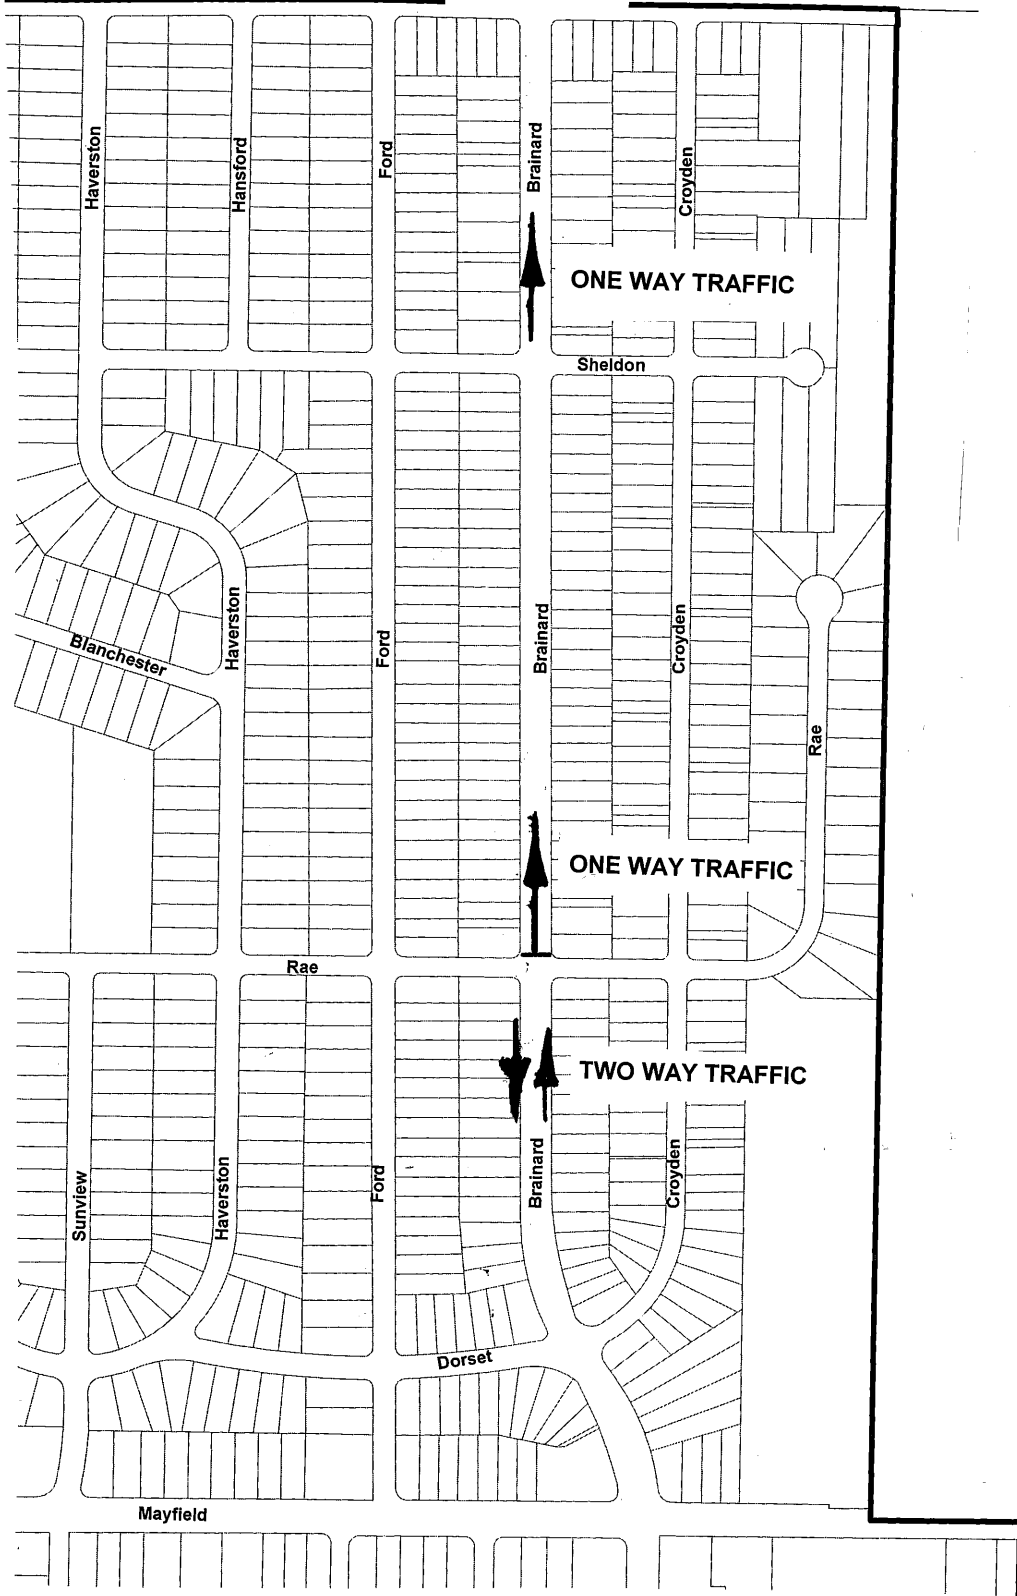 Haverston
Hansford
Ford
Brainard
Croyden
ONE WAY TRAFFIC
Sheldon
Haverston
Blanchester
Ford
Brainard
Croyden
Rae
ONE WAY TRAFFIC
Rae
TWO WAY TRAFFIC
Sunview
Haverston
Ford
Brainard
Croyden
Dorset
Mayfield